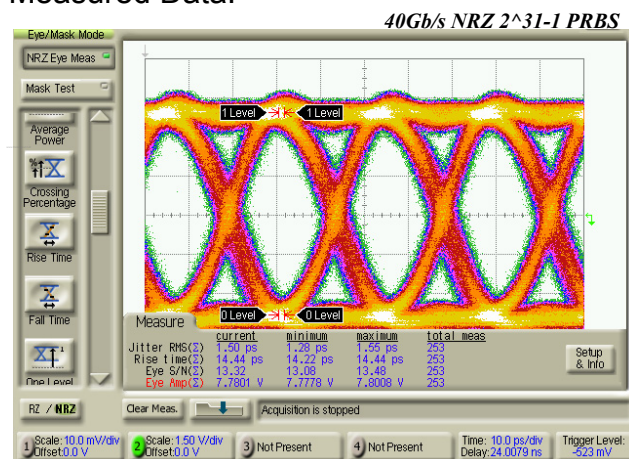 Measured Data:
40Gb/s NRZ 2^31-1 PRBS
Eye/Mask Mode
NRZ Eye Meas
Mask Test
Average
Power
Crossing
Percentage
Rise Time
Fall Time
One Level
RZ / NRZ
1 Level 1 Level
0 Level 0 Level
Measure
current minimum maximum total meas
Jitter RMS(Σ) 1.50 ps 1.28 ps 1.55 ps 253
Rise time(Σ) 14.44 ps 14.22 ps 14.44 ps 253
Eye S/N(Σ) 13.32 13.08 13.48 253
Eye Amp(Σ) 7.7801 V 7.7778 V 7.8008 V 253
Setup
& Info
Clear Meas. Acquisition is stopped
1 Scale: 10.0 mV/div
Offset:0.0 V
2 Scale: 1.50 V/div
Offset:0.0 V
3 Not Present
4 Not Present
Time: 10.0 ps/div
Delay:24.0079 ns
Trigger Level:
-523 mV